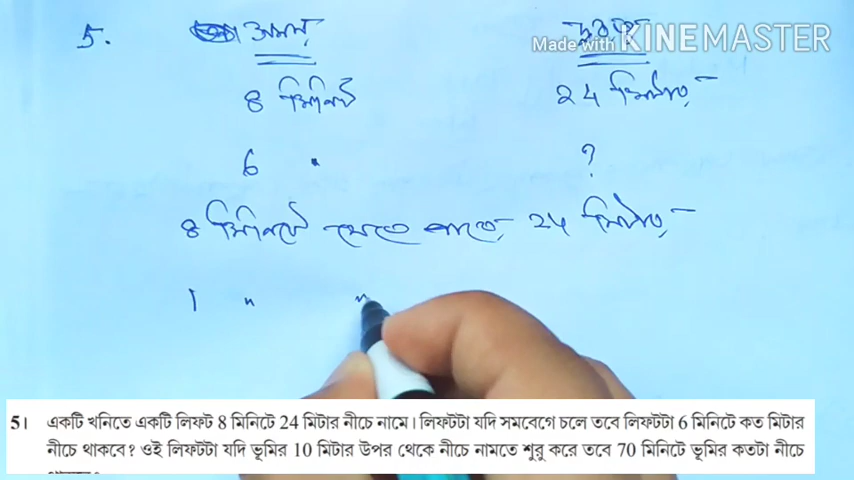 5. সময় দূরত্ব
Made with KINEMASTER
8 মিনিটে 24 মিটার
6 " ?
8 মিনিটে যেতে পারে 24 মিটার
1 " "
5। একটি খনিতে একটি লিফট 8 মিনিটে 24 মিটার নীচে নামে। লিফটটা যদি সমবেগে চলে তবে লিফটটা 6 মিনিটে কত মিটার
নীচে থাকবে? ওই লিফটটা যদি ভূমির 10 মিটার উপর থেকে নীচে নামতে শুরু করে তবে 70 মিনিটে ভূমির কতটা নীচে